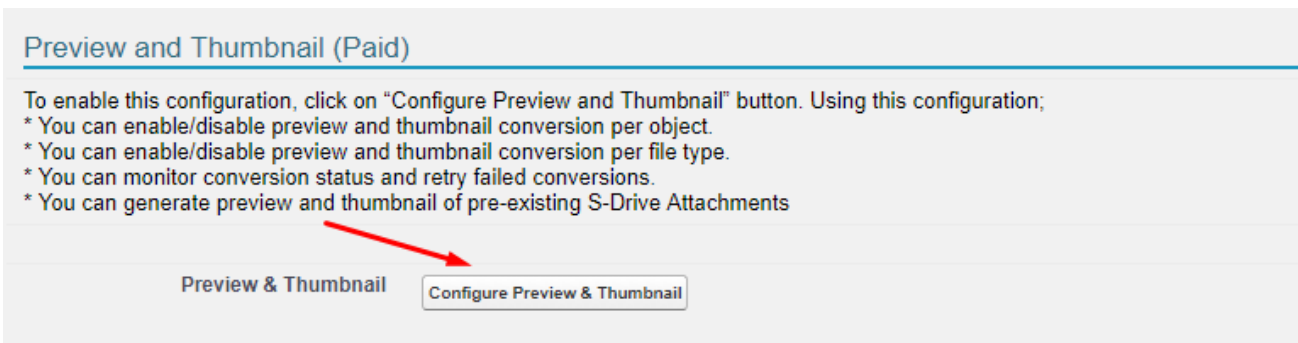 Preview and Thumbnail (Paid)
To enable this configuration, click on “Configure Preview and Thumbnail” button. Using this configuration;
* You can enable/disable preview and thumbnail conversion per object.
* You can enable/disable preview and thumbnail conversion per file type.
* You can monitor conversion status and retry failed conversions.
* You can generate preview and thumbnail of pre-existing S-Drive Attachments
Preview & Thumbnail Configure Preview & Thumbnail